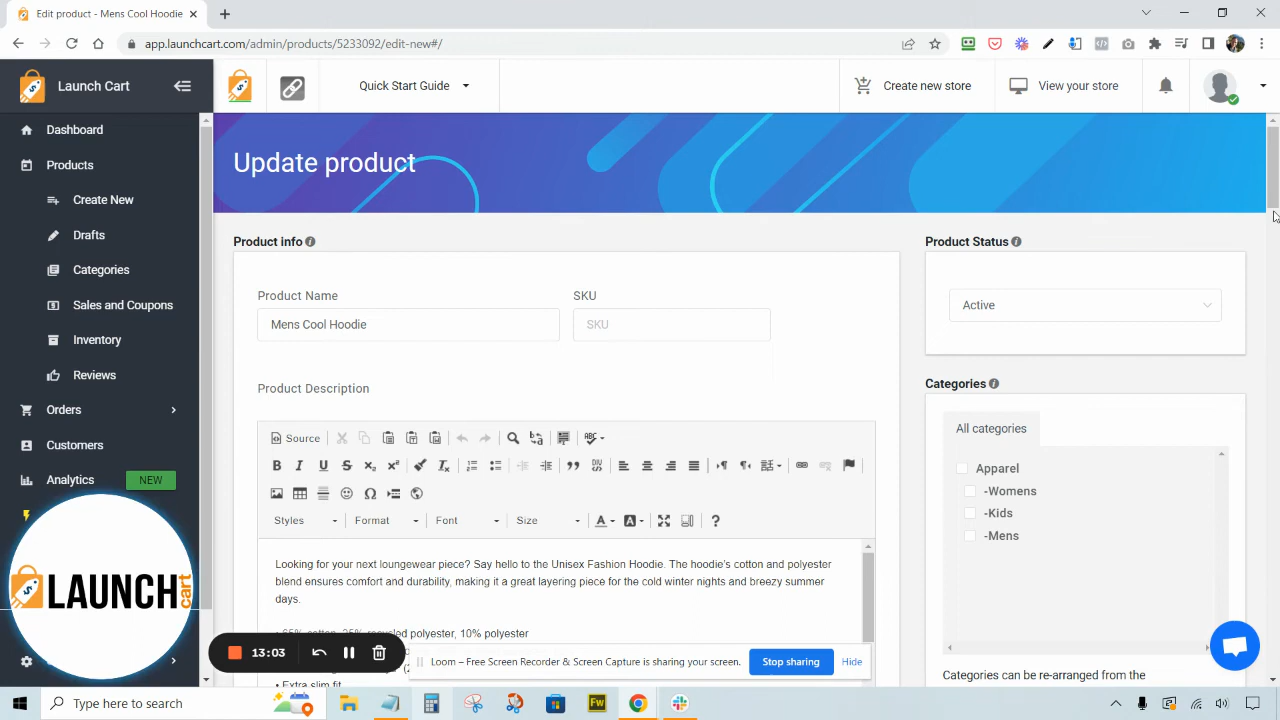 Edit product - Mens Cool Hoodie
app.launchcart.com/admin/products/5233092/edit-new#/
Launch Cart
Quick Start Guide
Create new store
View your store
Dashboard
Products
Create New
Drafts
Categories
Sales and Coupons
Inventory
Reviews
Orders
Customers
Analytics
NEW
LAUNCH
cart
Update product
Product info
Product Name
SKU
Mens Cool Hoodie
SKU
Product Description
Source
Styles
Format
Font
Size
Looking for your next loungewear piece? Say hello to the Unisex Fashion Hoodie. The hoodie's cotton and polyester
blend ensures comfort and durability, making it a great layering piece for the cold winter nights and breezy summer
days.
• 65% cotton, 25% recycled polyester, 10% polyester
• Extra slim fit
Product Status
Active
Categories
All categories
Apparel
-Womens
-Kids
-Mens
Categories can be re-arranged from the
13:03
Loom – Free Screen Recorder & Screen Capture is sharing your screen.
Stop sharing
Hide
Type here to search